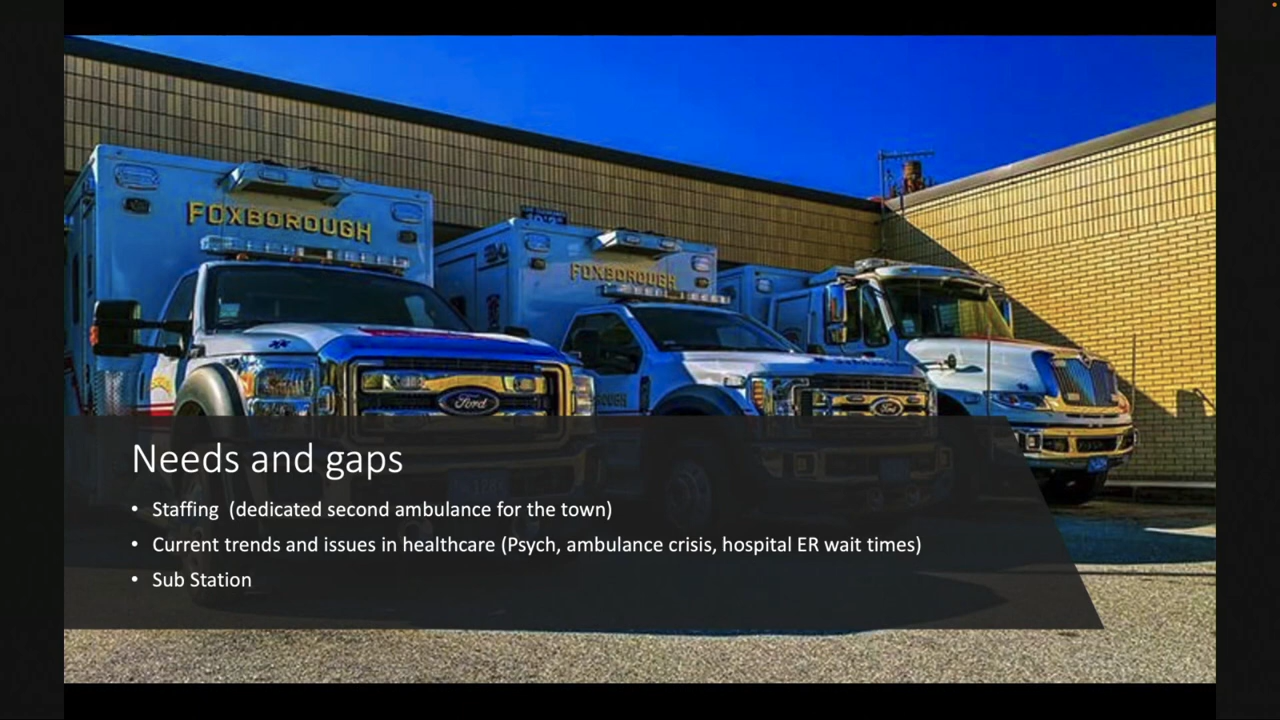 FOXBOROUGH
FOXBOROUGH
Ford
Ford
Needs and gaps
• Staffing  (dedicated second ambulance for the town)
• Current trends and issues in healthcare (Psych, ambulance crisis, hospital ER wait times)
• Sub Station